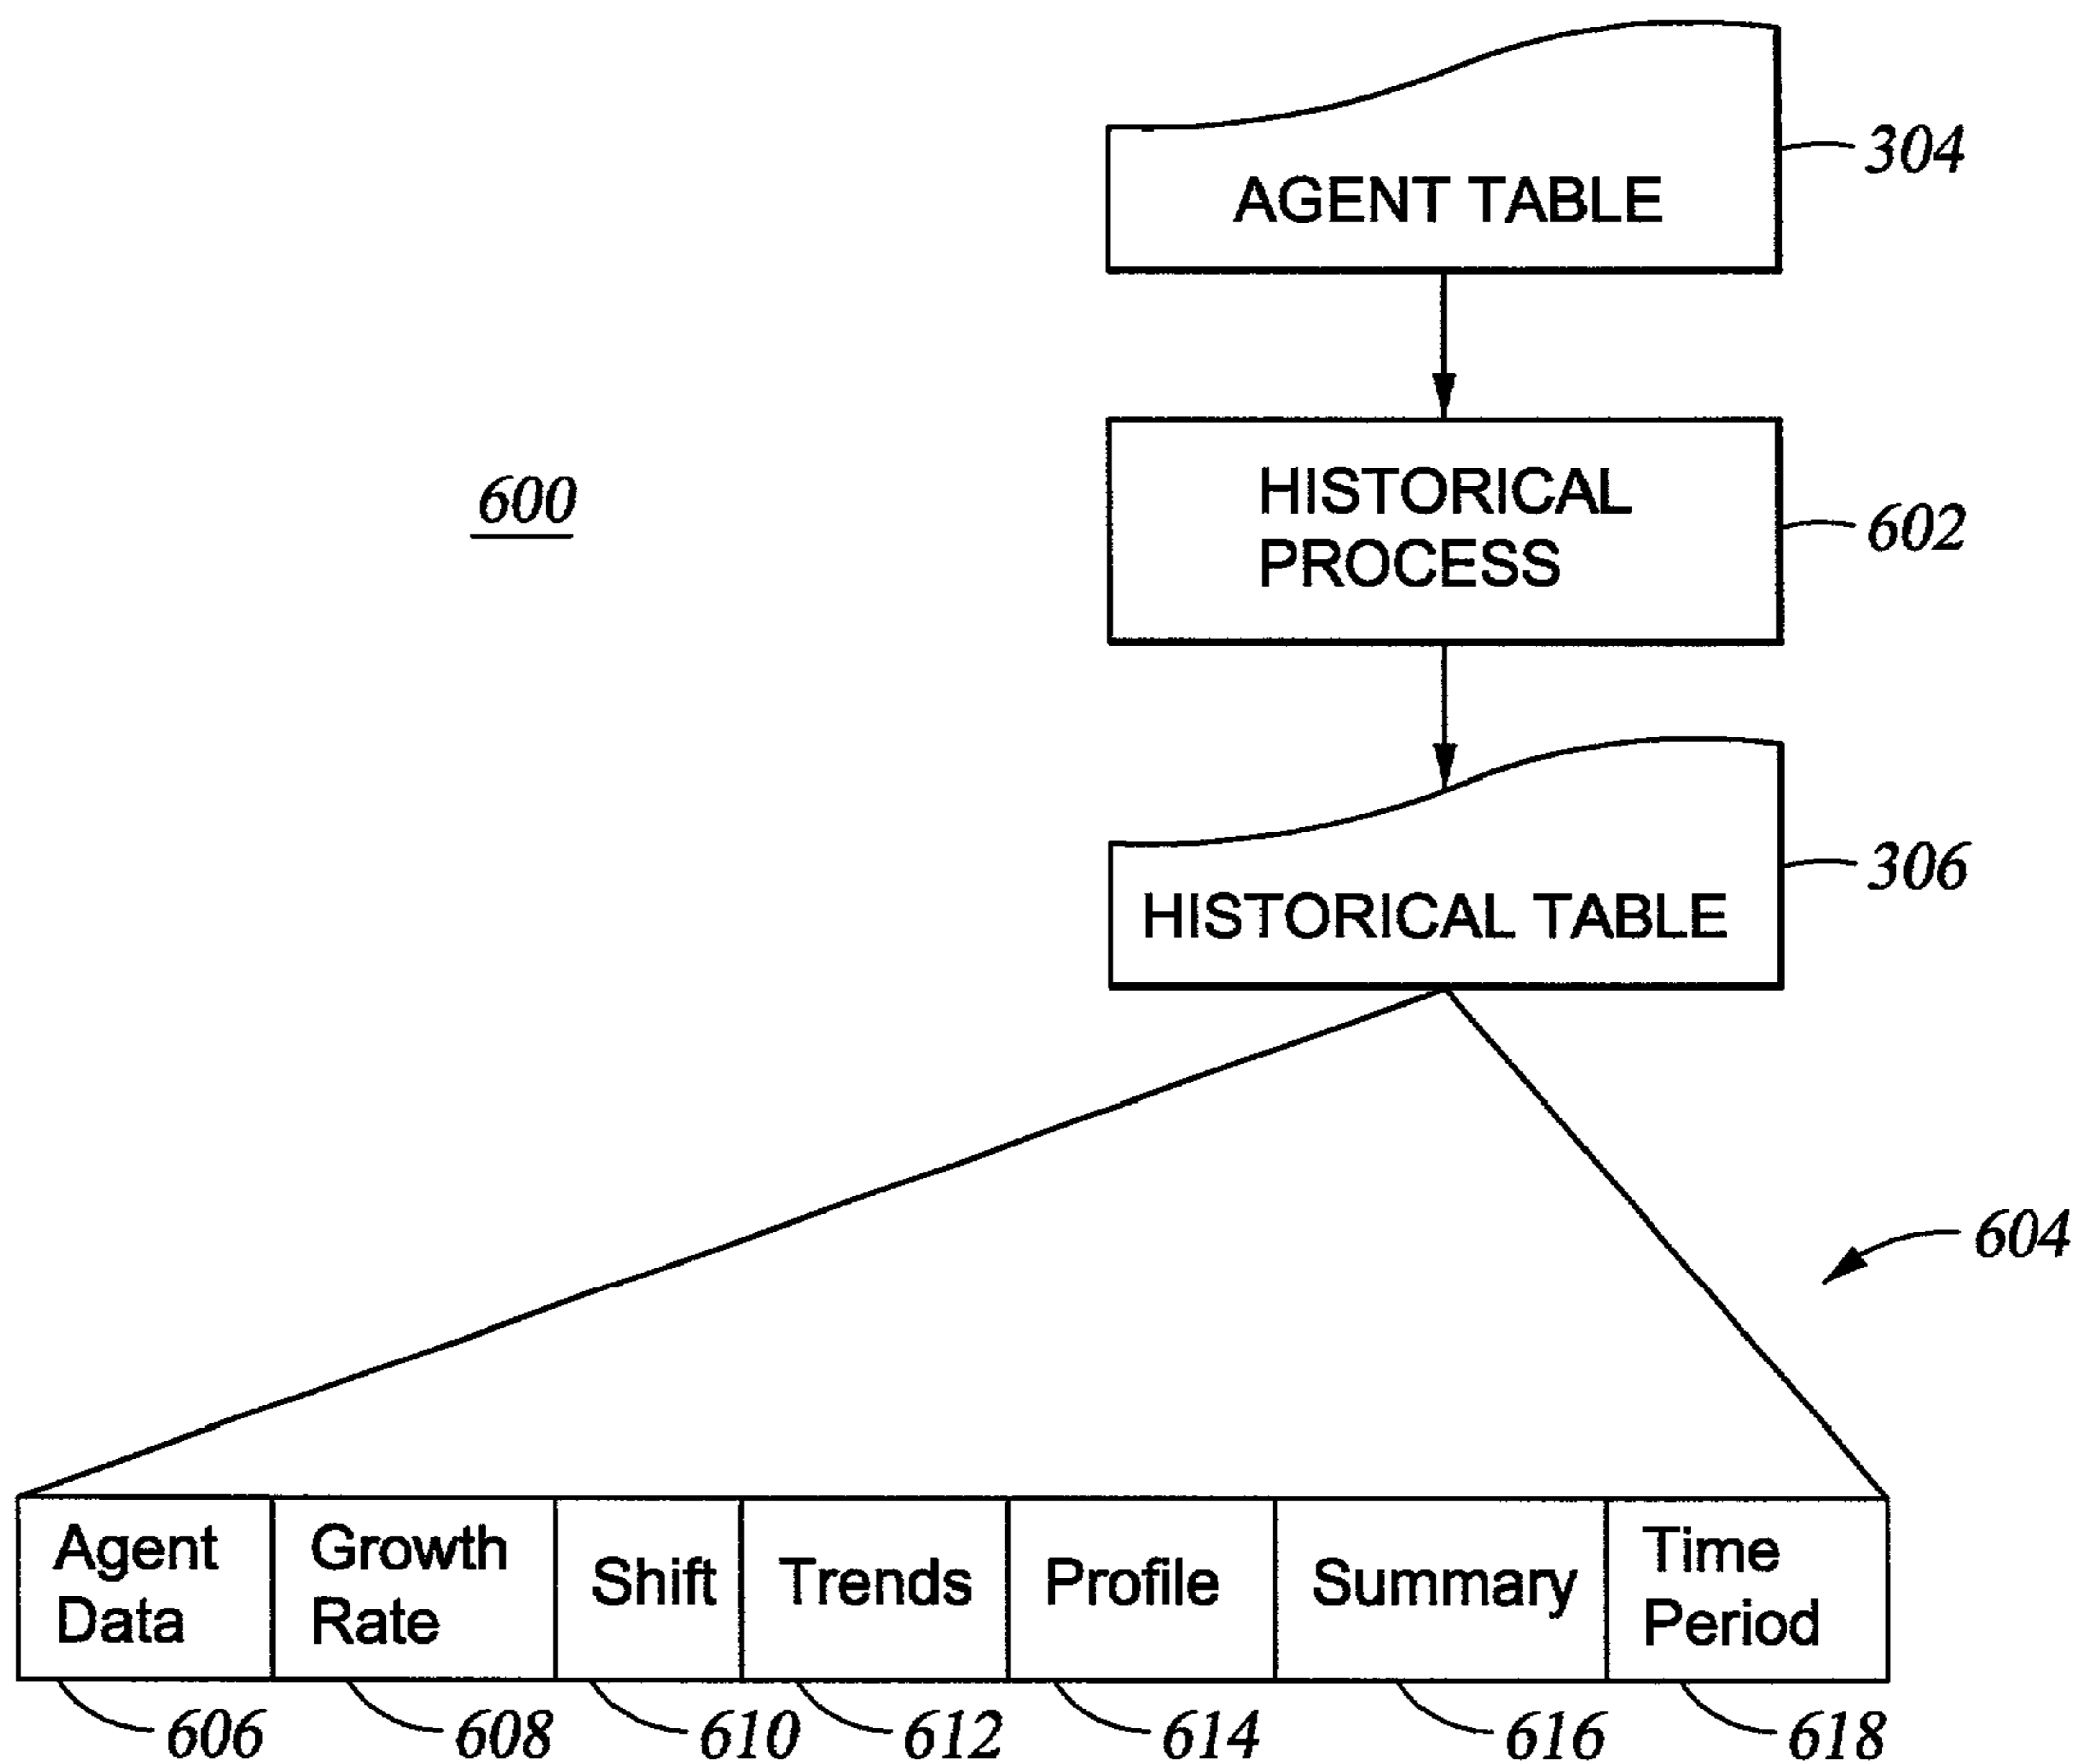 304
AGENT TABLE
600
HISTORICAL
PROCESS
602
306
HISTORICAL TABLE
604
Agent
Data
Growth
Rate
Shift
Trends
Profile
Summary
Time
Period
606
608
610
612
614
616
618